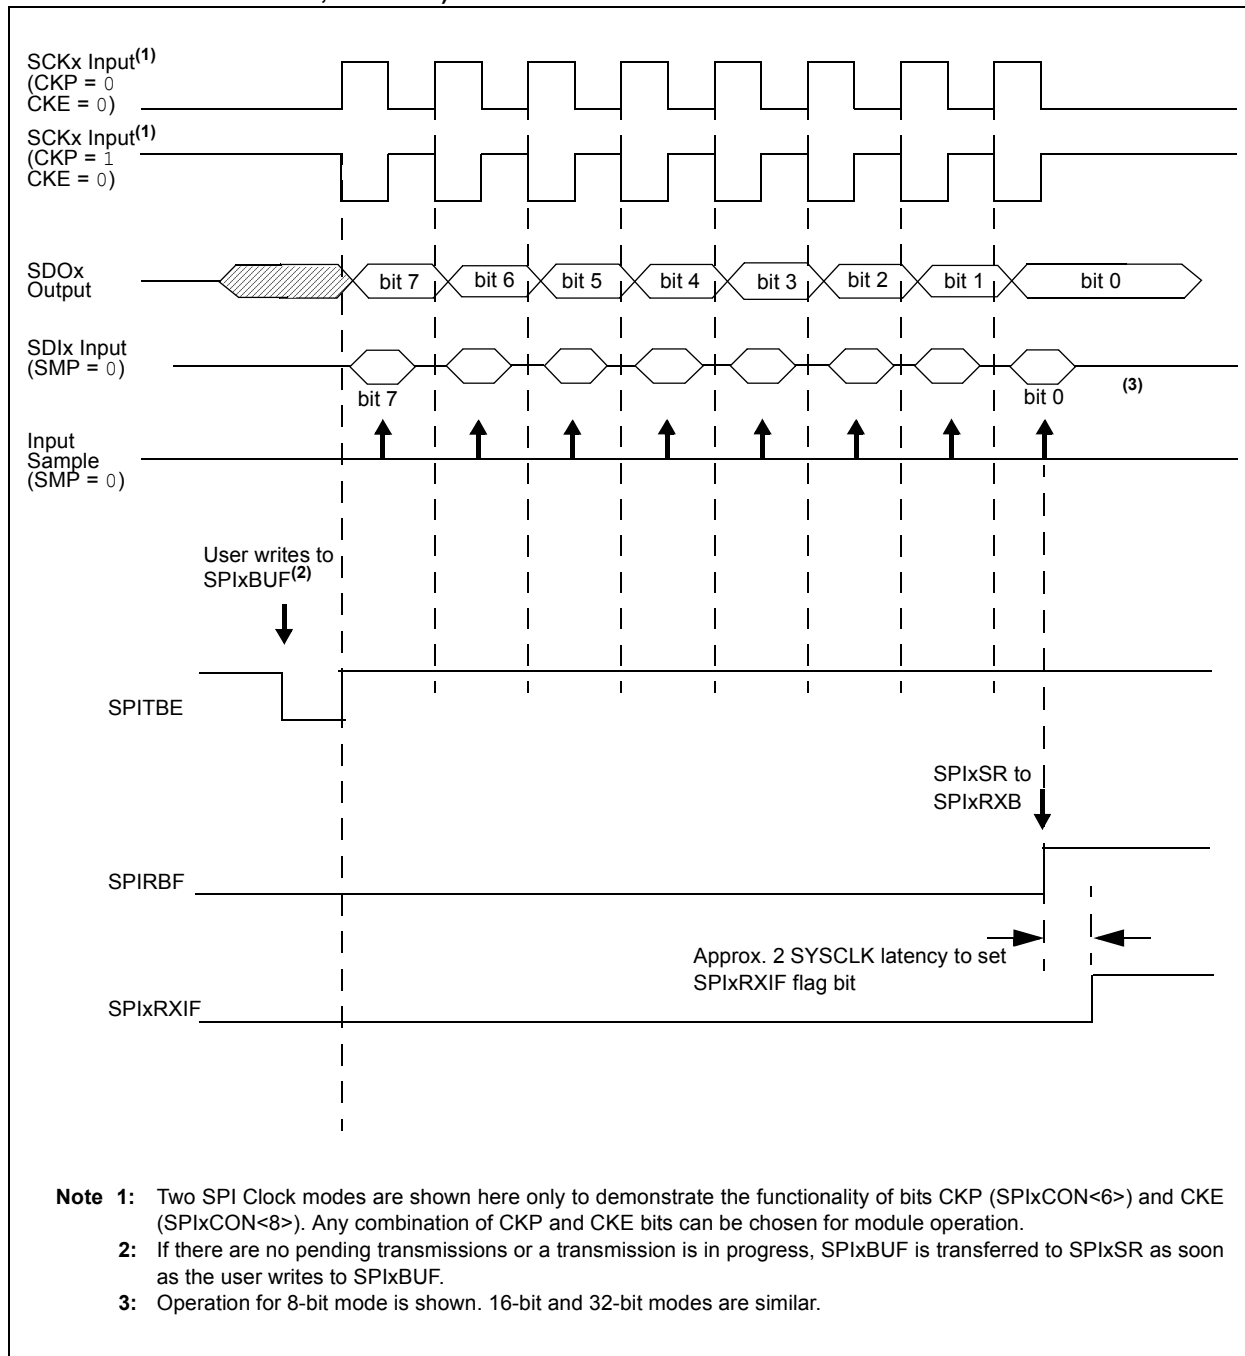 SCKx Input(1)
(CKP = 0
CKE = 0)
SCKx Input(1)
(CKP = 1
CKE = 0)
SDOx
Output
bit 7 bit 6 bit 5 bit 4 bit 3 bit 2 bit 1 bit 0
SDIx Input
(SMP = 0)
(3)
bit 7 bit 0
Input
Sample
(SMP = 0)
User writes to
SPIxBUF(2)
SPITBE
SPIxSR to
SPIxRXB
SPIRBF
Approx. 2 SYSCLK latency to set
SPIxRXIF flag bit
SPIxRXIF
Note 1: Two SPI Clock modes are shown here only to demonstrate the functionality of bits CKP (SPIxCON<6>) and CKE
(SPIxCON<8>). Any combination of CKP and CKE bits can be chosen for module operation.
2: If there are no pending transmissions or a transmission is in progress, SPIxBUF is transferred to SPIxSR as soon
as the user writes to SPIxBUF.
3: Operation for 8-bit mode is shown. 16-bit and 32-bit modes are similar.